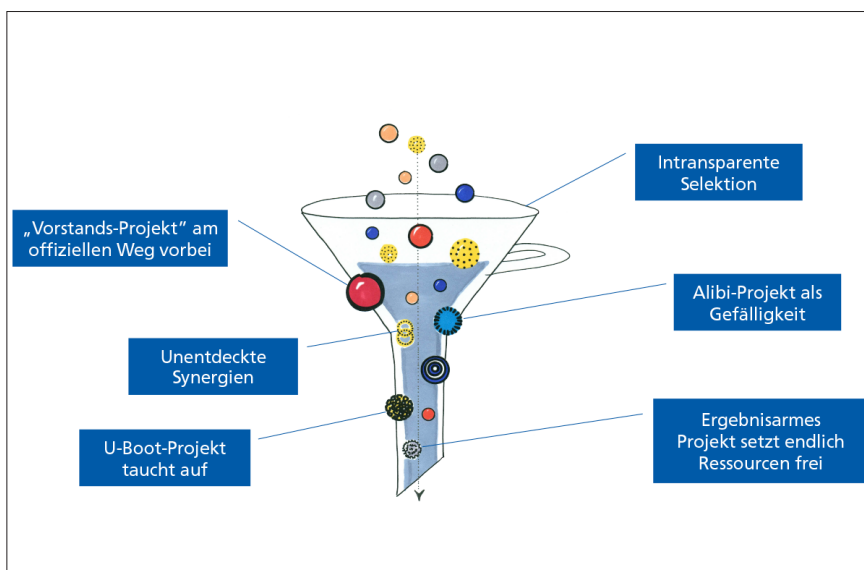 Intransparente
Selektion
„Vorstands-Projekt” am
offiziellen Weg vorbei
Alibi-Projekt als
Gefälligkeit
Unentdeckte
Synergien
U-Boot-Projekt
taucht auf
Ergebnisarmes
Projekt setzt endlich
Ressourcen frei